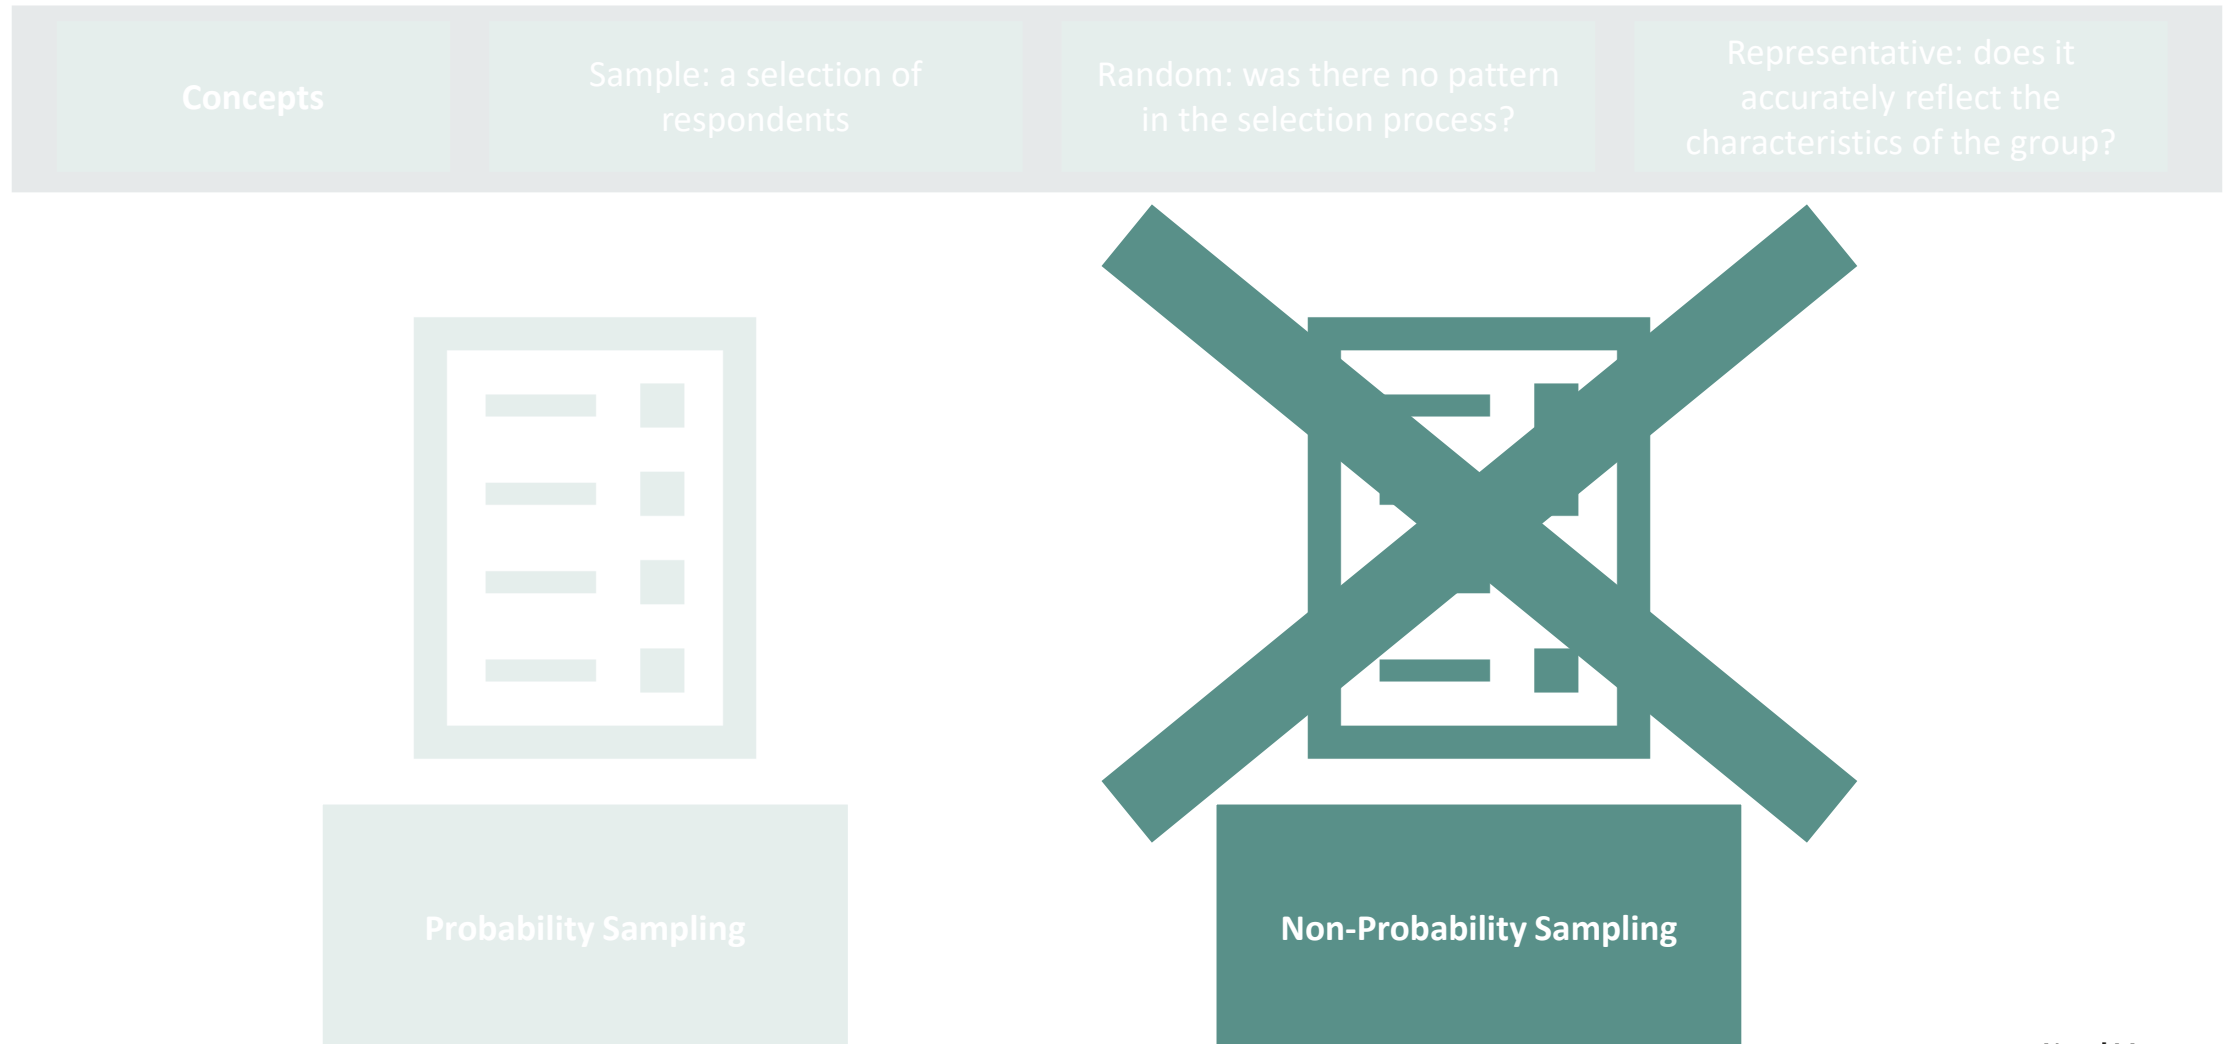 Concepts
Sample: a selection of
respondents
Random: was there no pattern
in the selection process?
Representative: does it
accurately reflect the
characteristics of the group?
Probability Sampling
Non-Probability Sampling